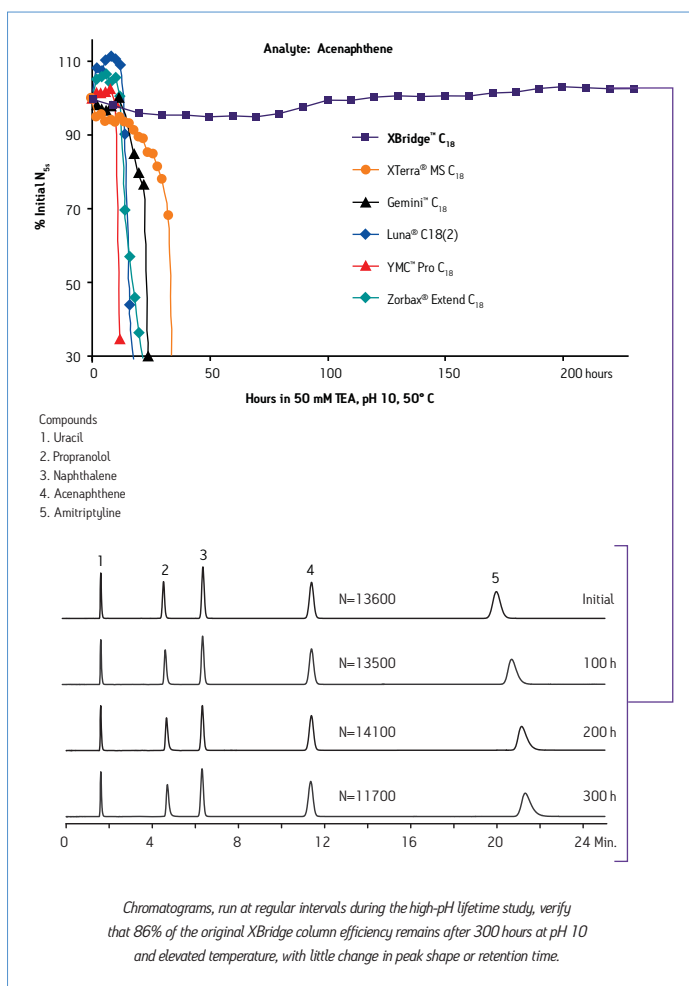 Analyte: Acenaphthene
110
90
70
50
30
% Initial N5s
XBridge™ C18
XTerra® MS C18
Gemini™ C18
Luna® C18(2)
YMC™ Pro C18
Zorbax® Extend C18
0 50 100 150 200 hours
Hours in 50 mM TEA, pH 10, 50° C
Compounds
1. Uracil
2. Propranolol
3. Naphthalene
4. Acenaphthene
5. Amitriptyline
1 2 3 4 5
N=13600 Initial
N=13500 100 h
N=14100 200 h
N=11700 300 h
0 4 8 12 16 20 24 Min.
Chromatograms, run at regular intervals during the high-pH lifetime study, verify
that 86% of the original XBridge column efficiency remains after 300 hours at pH 10
and elevated temperature, with little change in peak shape or retention time.